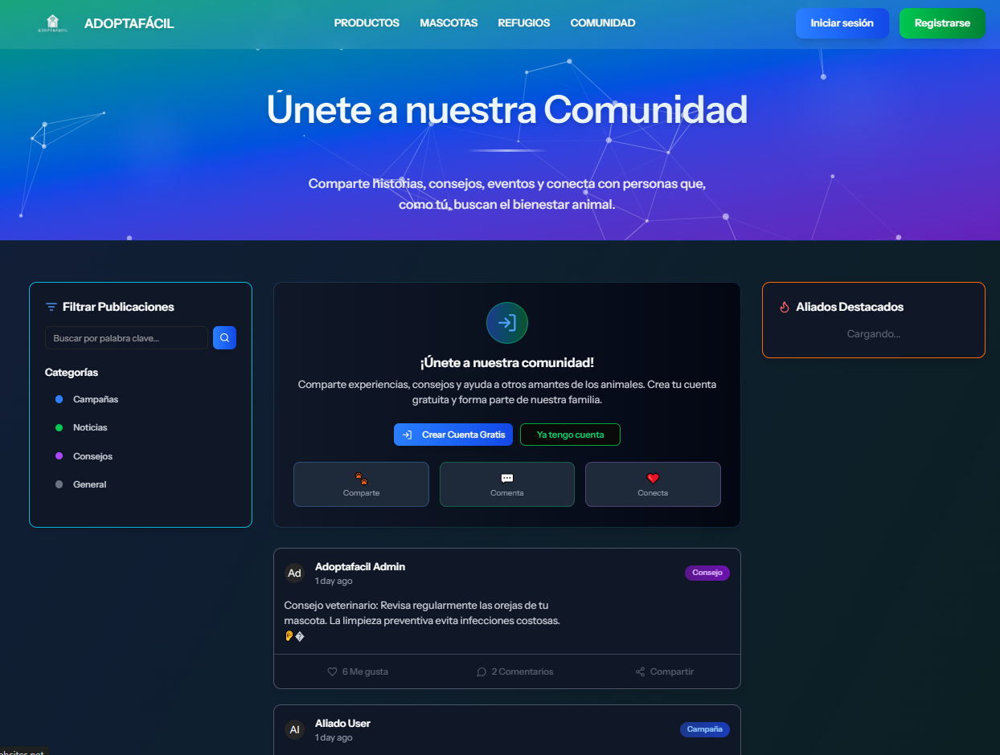 ADOPTAFÁCIL
PRODUCTOS MASCOTAS REFUGIOS COMUNIDAD
Iniciar sesión
Registrarse
Únete a nuestra Comunidad
Comparte historias, consejos, eventos y conecta con personas que,
como tú, buscan el bienestar animal.
Filtrar Publicaciones
Buscar por palabra clave...
Categorías
Campañas
Noticias
Consejos
General
¡Únete a nuestra comunidad!
Comparte experiencias, consejos y ayuda a otros amantes de los animales. Crea tu cuenta
gratuita y forma parte de nuestra familia.
Crear Cuenta Gratis
Ya tengo cuenta
Comparte
Comenta
Conecta
Aliados Destacados
Cargando...
Ad
Adoptafacil Admin
1 day ago
Consejo
Consejo veterinario: Revisa regularmente las orejas de tu
mascota. La limpieza preventiva evita infecciones costosas.
👂�
6 Me gusta
2 Comentarios
Compartir
Al
Aliado User
1 day ago
Campaña